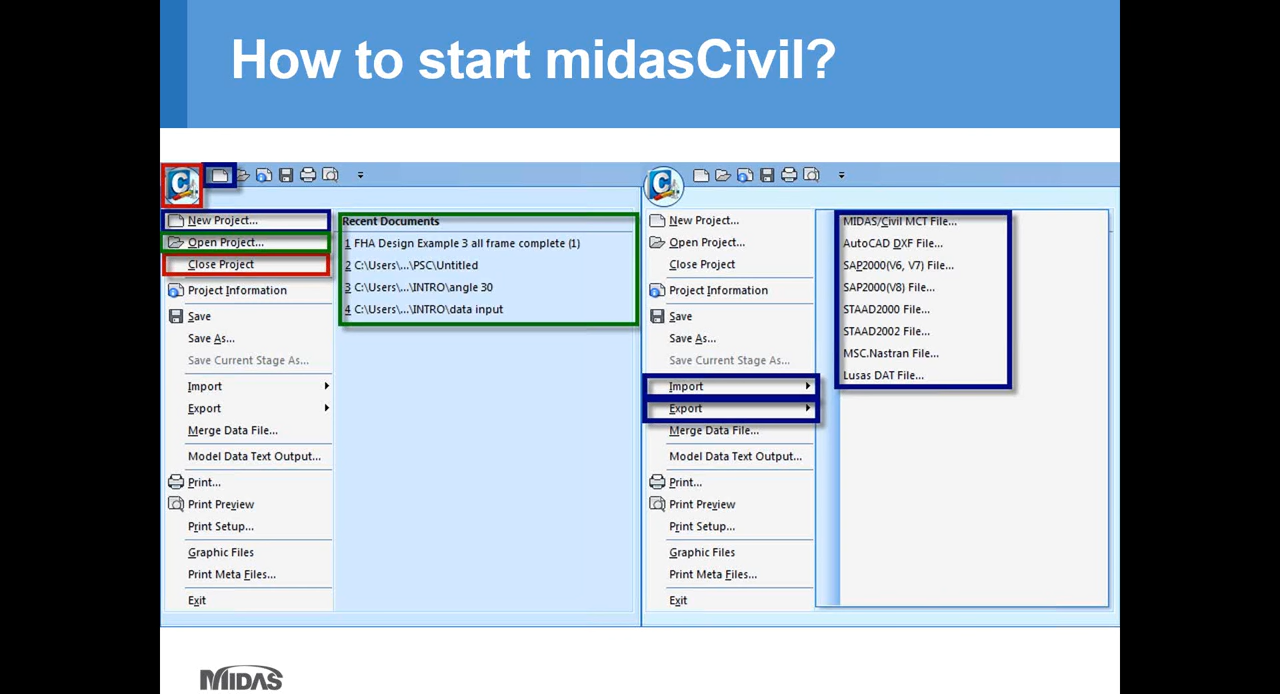 How to start midasCivil?
New Project...
Open Project...
Close Project
Project Information
Save
Save As...
Save Current Stage As...
Import
Export
Merge Data File...
Model Data Text Output...
Print...
Print Preview
Print Setup...
Graphic Files
Print Meta Files...
Exit
Recent Documents
1 FHA Design Example 3 all frame complete (1)
2 C:\Users\...\PSC\Untitled
3 C:\Users\...\INTRO\angle 30
4 C:\Users\...\INTRO\data input
New Project...
Open Project...
Close Project
Project Information
Save
Save As...
Save Current Stage As...
Import
Export
Merge Data File...
Model Data Text Output...
Print...
Print Preview
Print Setup...
Graphic Files
Print Meta Files...
Exit
MIDAS/Civil MCT File...
AutoCAD DXF File...
SAP2000(V6, V7) File...
SAP2000(V8) File...
STAAD2000 File...
STAAD2002 File...
MSC.Nastran File...
Lusas DAT File...
MIDAS